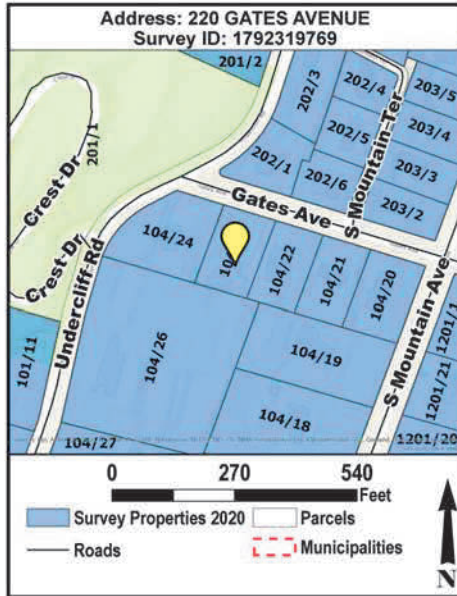 Address: 220 GATES AVENUE
Survey ID: 1792319769
201/2
202/3
202/4
203/5
202/5
203/4
201/1
Crest Dr
S-Mountain-Ter
202/1
203/3
202/6
Gates-Ave
203/2
Crest-Dr
104/24
10
104/22
104/21
104/20
Undercliff-Rd
S-Mountain-Ave
101/11
104/26
104/19
1201/1
1201/21
104/18
104/27
1201/20
0 270 540
Feet
Survey Properties 2020 Parcels
Roads Municipalities
N